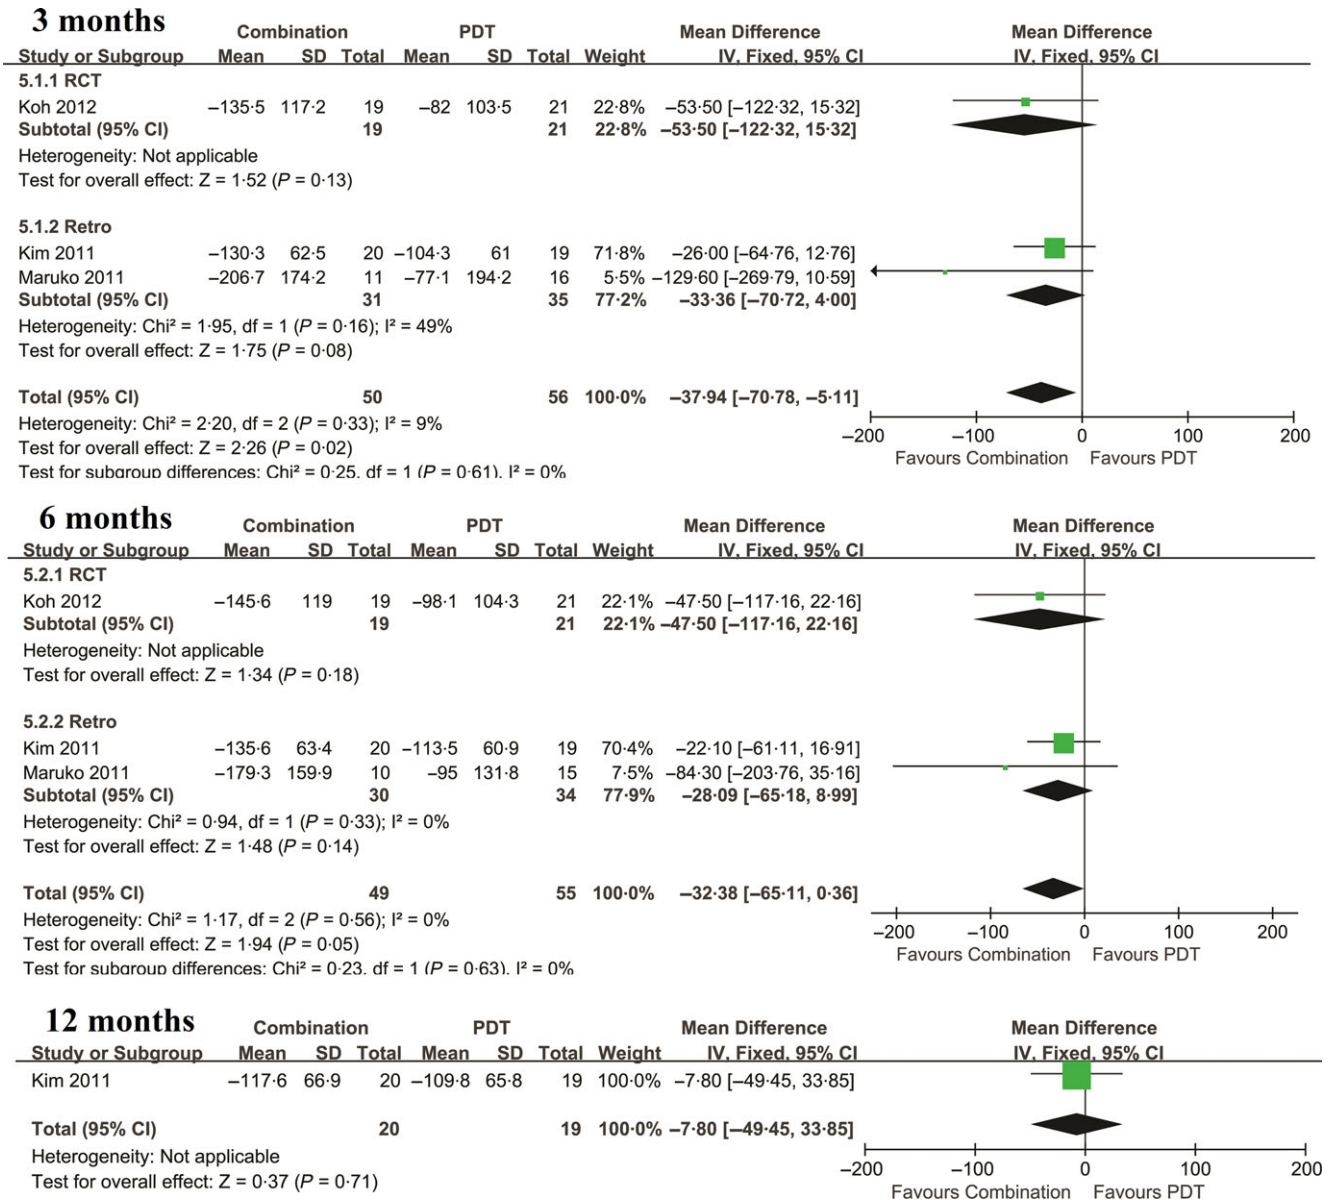 3 months
Combination PDT Mean Difference Mean Difference
Study or Subgroup Mean SD Total Mean SD Total Weight IV, Fixed, 95% CI IV, Fixed, 95% CI
5.1.1 RCT
Koh 2012 −135·5 117·2 19 −82 103·5 21 22·8% −53·50 [−122·32, 15·32]
Subtotal (95% CI) 19 21 22·8% −53·50 [−122·32, 15·32]
Heterogeneity: Not applicable
Test for overall effect: Z = 1·52 (P = 0·13)
5.1.2 Retro
Kim 2011 −130·3 62·5 20 −104·3 61 19 71·8% −26·00 [−64·76, 12·76]
Maruko 2011 −206·7 174·2 11 −77·1 194·2 16 5·5% −129·60 [−269·79, 10·59]
Subtotal (95% CI) 31 35 77·2% −33·36 [−70·72, 4·00]
Heterogeneity: Chi² = 1·95, df = 1 (P = 0·16); I² = 49%
Test for overall effect: Z = 1·75 (P = 0·08)
Total (95% CI) 50 56 100·0% −37·94 [−70·78, −5·11]
Heterogeneity: Chi² = 2·20, df = 2 (P = 0·33); I² = 9%
Test for overall effect: Z = 2·26 (P = 0·02)
Test for subgroup differences: Chi² = 0·25, df = 1 (P = 0·61), I² = 0%
−200 −100 0 100 200
Favours Combination Favours PDT
6 months
Combination PDT Mean Difference Mean Difference
Study or Subgroup Mean SD Total Mean SD Total Weight IV, Fixed, 95% CI IV, Fixed, 95% CI
5.2.1 RCT
Koh 2012 −145·6 119 19 −98·1 104·3 21 22·1% −47·50 [−117·16, 22·16]
Subtotal (95% CI) 19 21 22·1% −47·50 [−117·16, 22·16]
Heterogeneity: Not applicable
Test for overall effect: Z = 1·34 (P = 0·18)
5.2.2 Retro
Kim 2011 −135·6 63·4 20 −113·5 60·9 19 70·4% −22·10 [−61·11, 16·91]
Maruko 2011 −179·3 159·9 10 −95 131·8 15 7·5% −84·30 [−203·76, 35·16]
Subtotal (95% CI) 30 34 77·9% −28·09 [−65·18, 8·99]
Heterogeneity: Chi² = 0·94, df = 1 (P = 0·33); I² = 0%
Test for overall effect: Z = 1·48 (P = 0·14)
Total (95% CI) 49 55 100·0% −32·38 [−65·11, 0·36]
Heterogeneity: Chi² = 1·17, df = 2 (P = 0·56); I² = 0%
Test for overall effect: Z = 1·94 (P = 0·05)
Test for subgroup differences: Chi² = 0·23, df = 1 (P = 0·63), I² = 0%
−200 −100 0 100 200
Favours Combination Favours PDT
12 months
Combination PDT Mean Difference Mean Difference
Study or Subgroup Mean SD Total Mean SD Total Weight IV, Fixed, 95% CI IV, Fixed, 95% CI
Kim 2011 −117·6 66·9 20 −109·8 65·8 19 100·0% −7·80 [−49·45, 33·85]
Total (95% CI) 20 19 100·0% −7·80 [−49·45, 33·85]
Heterogeneity: Not applicable
Test for overall effect: Z = 0·37 (P = 0·71)
−200 −100 0 100 200
Favours Combination Favours PDT